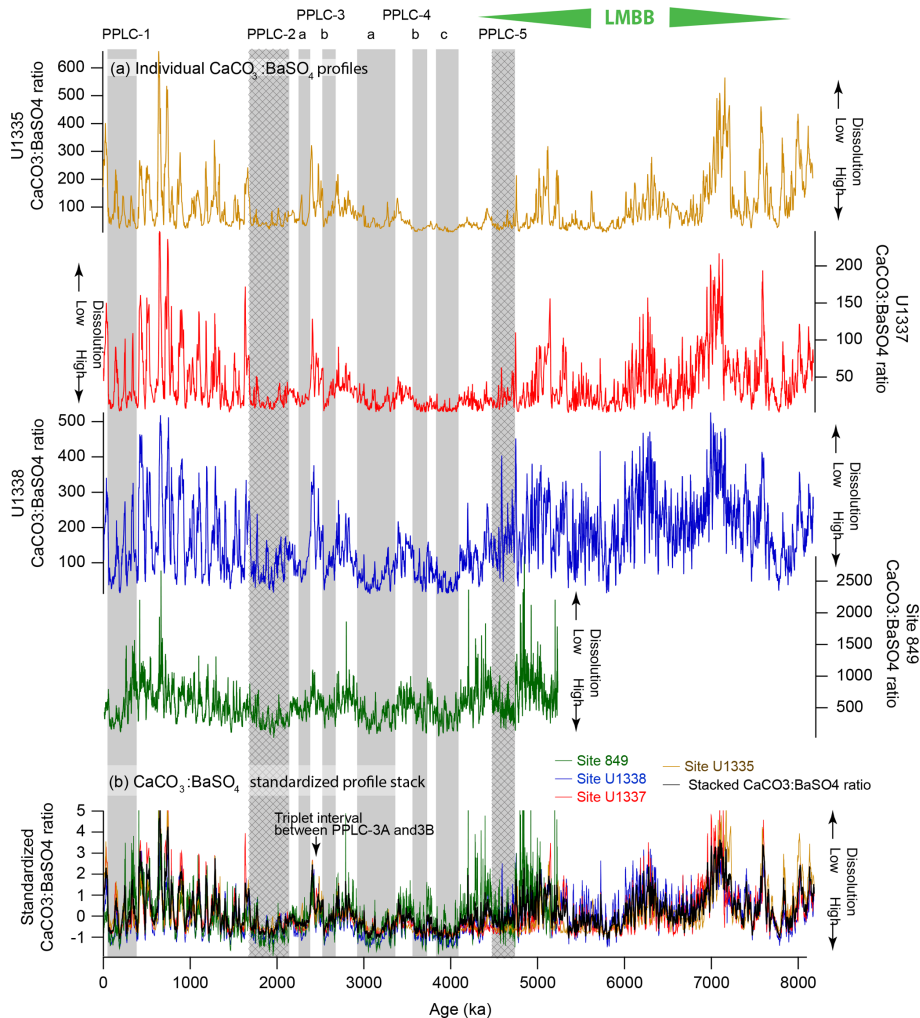 LMBB
PPLC-3 PPLC-4
PPLC-1 PPLC-2 a b a b c PPLC-5
(a) Individual CaCO3:BaSO4 profiles
600
500
400
300
200
100
U1335
CaCO3:BaSO4 ratio
Dissolution
Low High
200
150
100
50
U1337
CaCO3:BaSO4 ratio
Dissolution
Low High
500
400
300
200
100
U1338
CaCO3:BaSO4 ratio
Dissolution
Low High
2500
2000
1500
1000
500
Site 849
CaCO3:BaSO4 ratio
Dissolution
Low High
(b) CaCO3:BaSO4 standardized profile stack
Site 849
Site U1338
Site U1337
Site U1335
Stacked CaCO3:BaSO4 ratio
Triplet interval
between PPLC-3A and3B
5
4
3
2
1
0
-1
Standardized
CaCO3:BaSO4 ratio
Dissolution
Low High
0 1000 2000 3000 4000 5000 6000 7000 8000
Age (ka)